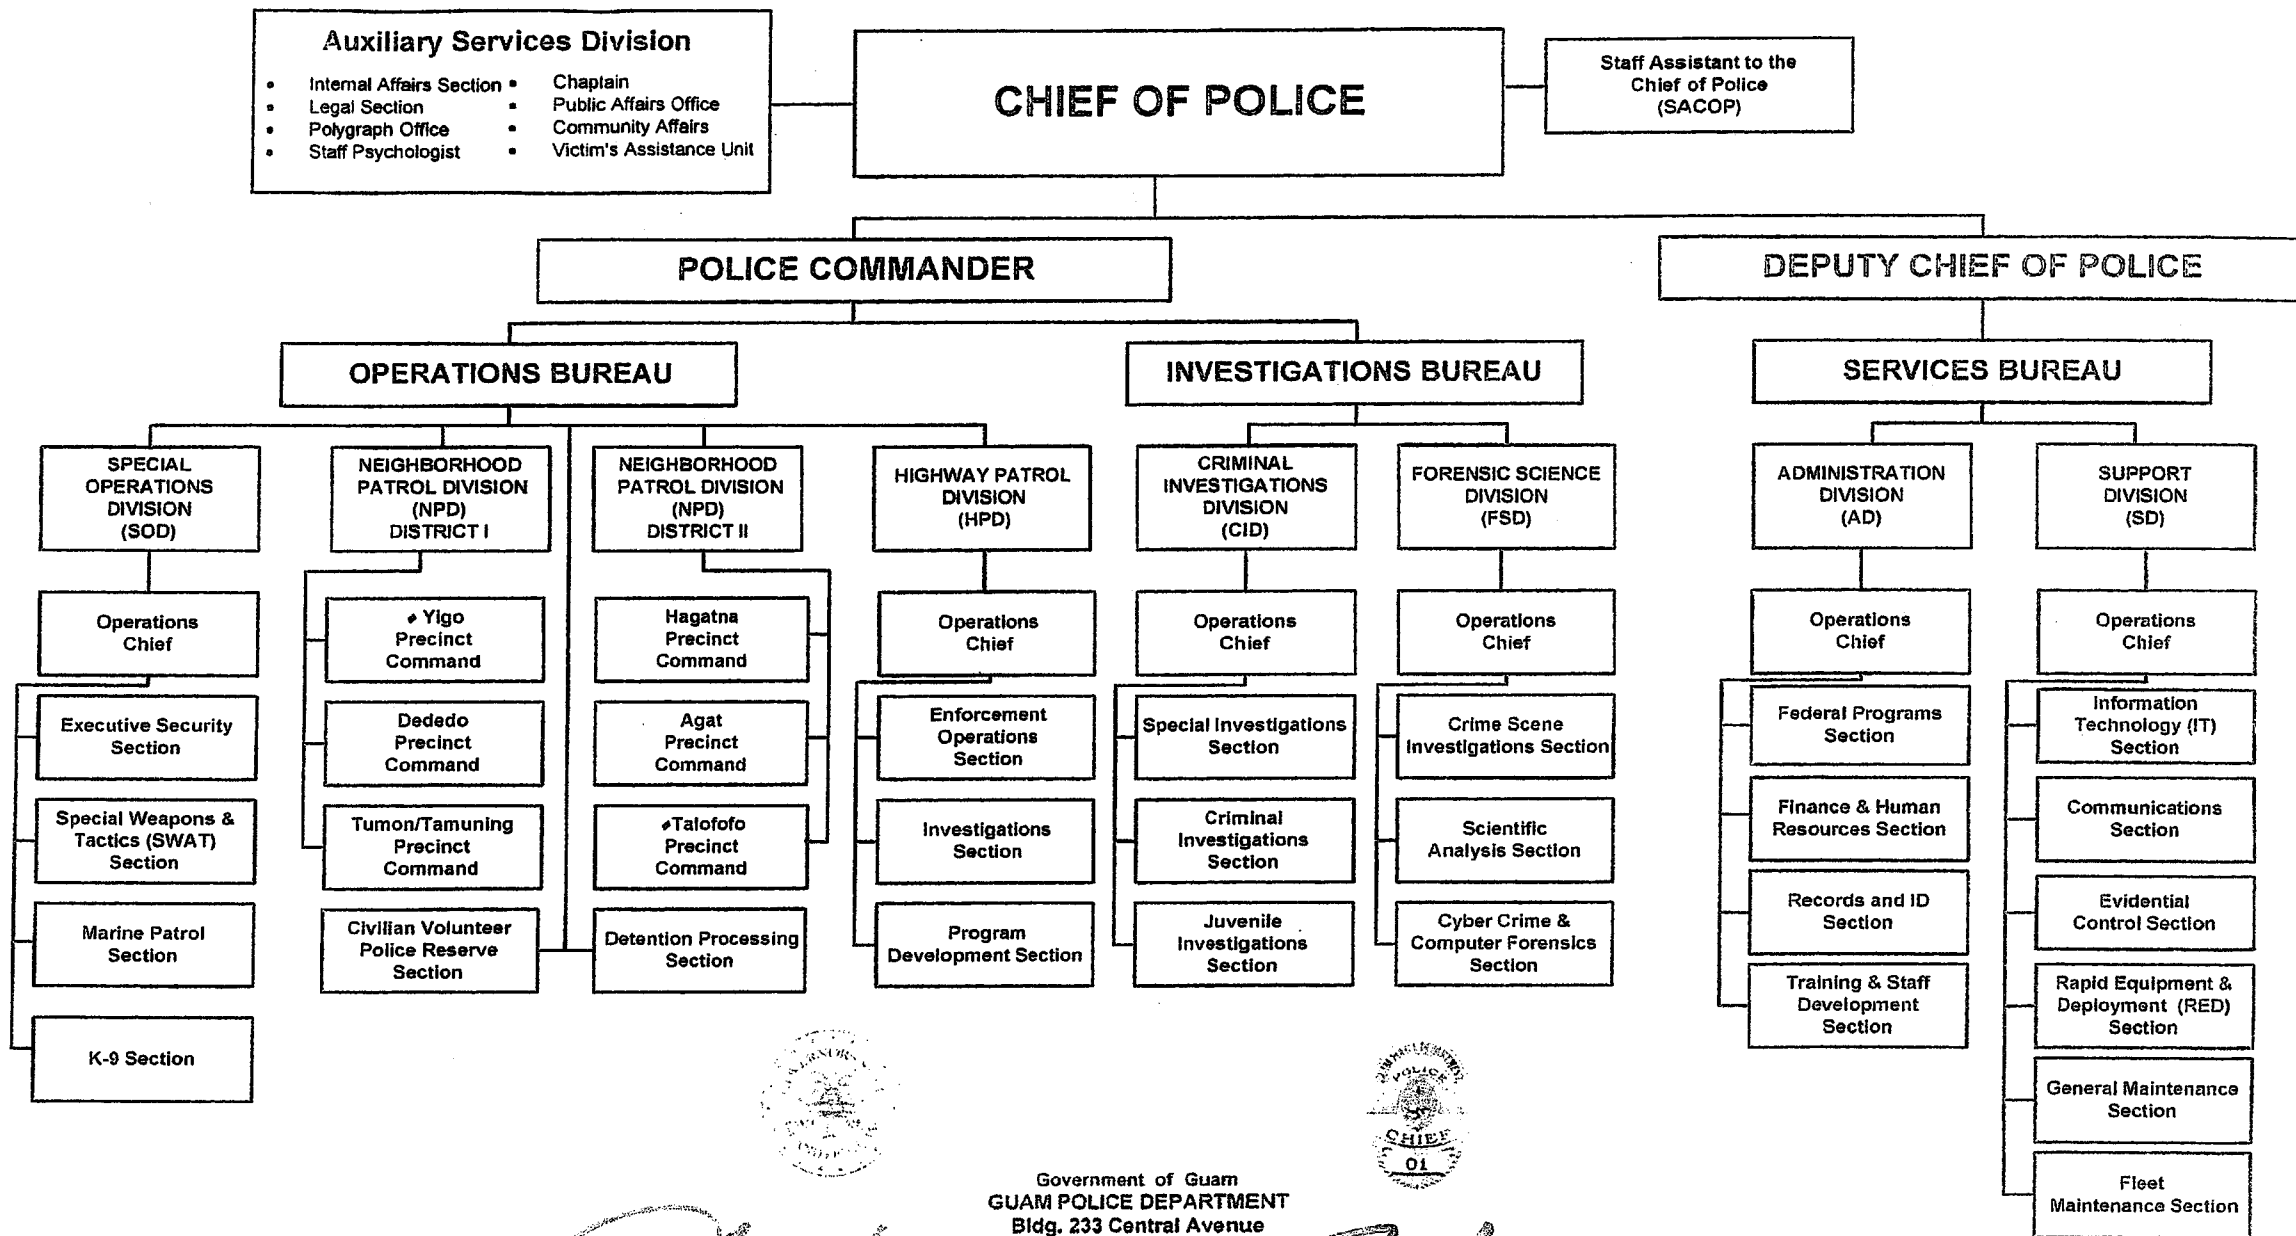 Auxiliary Services Division
• Internal Affairs Section
• Legal Section
• Polygraph Office
• Staff Psychologist
• Chaptain
• Public Affairs Office
• Community Affairs
• Victim's Assistance Unit
CHIEF OF POLICE
Staff Assistant to the
Chief of Police
(SACOP)
POLICE COMMANDER
DEPUTY CHIEF OF POLICE
OPERATIONS BUREAU
INVESTIGATIONS BUREAU
SERVICES BUREAU
SPECIAL
OPERATIONS
DIVISION
(SOD)
Operations
Chief
Executive Security
Section
Special Weapons &
Tactics (SWAT)
Section
Marine Patrol
Section
K-9 Section
NEIGHBORHOOD
PATROL DIVISION
(NPD)
DISTRICT I
Yigo
Precinct
Command
Dededo
Precinct
Command
Tumon/Tamuning
Precinct
Command
Civilian Volunteer
Police Reserve
Section
NEIGHBORHOOD
PATROL DIVISION
(NPD)
DISTRICT II
Hagatna
Precinct
Command
Agat
Precinct
Command
Talofofo
Precinct
Command
Detention Processing
Section
HIGHWAY PATROL
DIVISION
(HPD)
Operations
Chief
Enforcement
Operations
Section
Investigations
Section
Program
Development Section
CRIMINAL
INVESTIGATIONS
DIVISION
(CID)
Operations
Chief
Special Investigations
Section
Criminal
Investigations
Section
Juvenile
Investigations
Section
FORENSIC SCIENCE
DIVISION
(FSD)
Operations
Chief
Crime Scene
Investigations Section
Scientific
Analysis Section
Cyber Crime &
Computer Forensics
Section
ADMINISTRATION
DIVISION
(AD)
Operations
Chief
Federal Programs
Section
Finance & Human
Resources Section
Records and ID
Section
Training & Staff
Development
Section
SUPPORT
DIVISION
(SD)
Operations
Chief
Information
Technology (IT)
Section
Communications
Section
Evidential
Control Section
Rapid Equipment &
Deployment (RED)
Section
General Maintenance
Section
Fleet
Maintenance Section
POLICE
CHIEF
01
Government of Guam
GUAM POLICE DEPARTMENT
Bldg. 233 Central Avenue